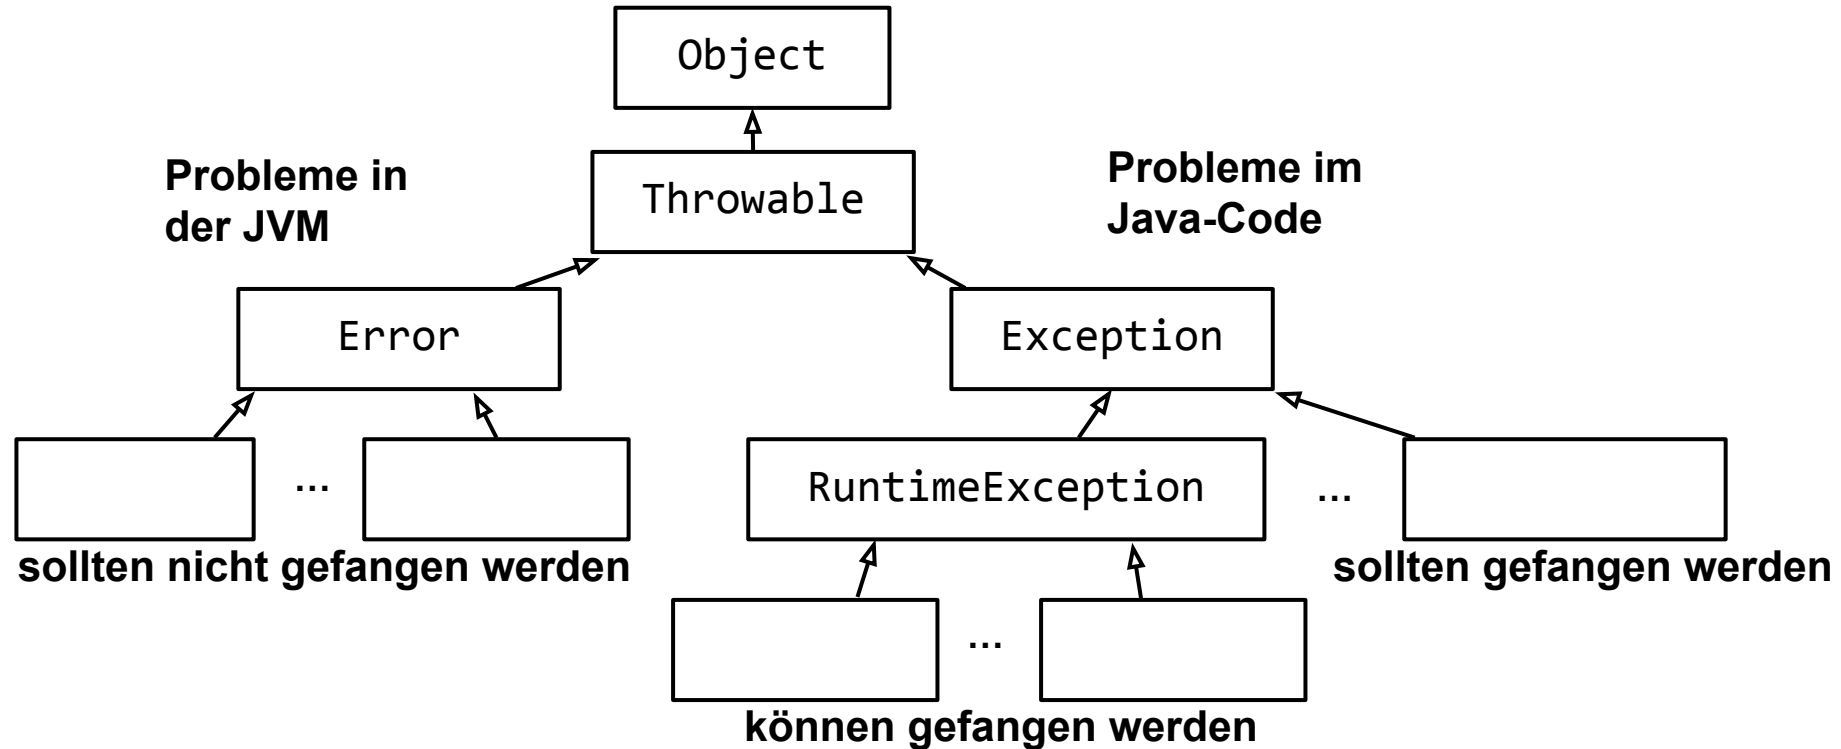 Object
Probleme in
der JVM
Throwable
Probleme im
Java-Code
Error
Exception
...
RuntimeException
...
sollten nicht gefangen werden
sollten gefangen werden
...
können gefangen werden